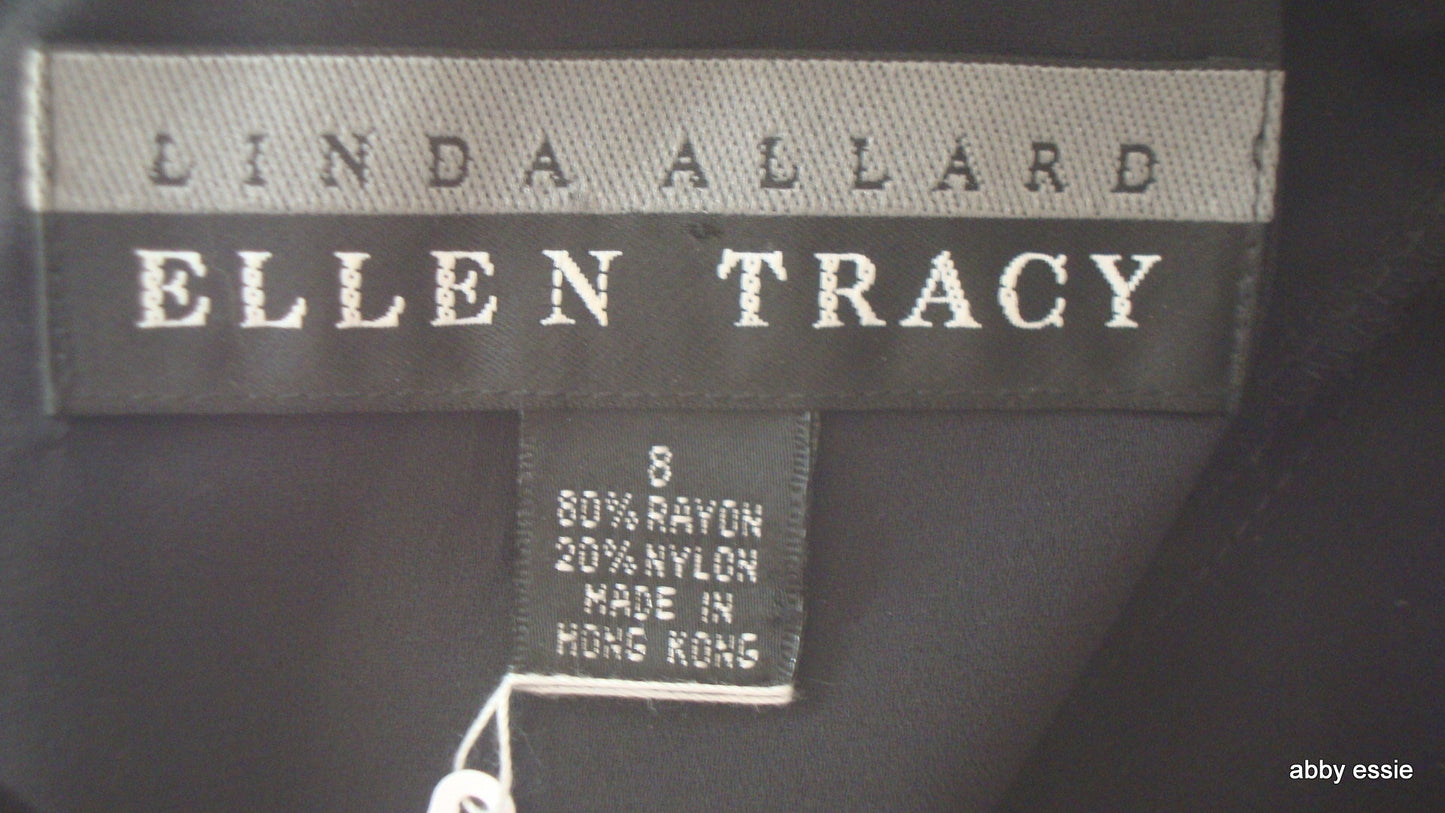 LINDA ALLARD
ELLEN TRACY
8
80% RAYON
20% NYLON
MADE IN
HONG KONG
abby essie